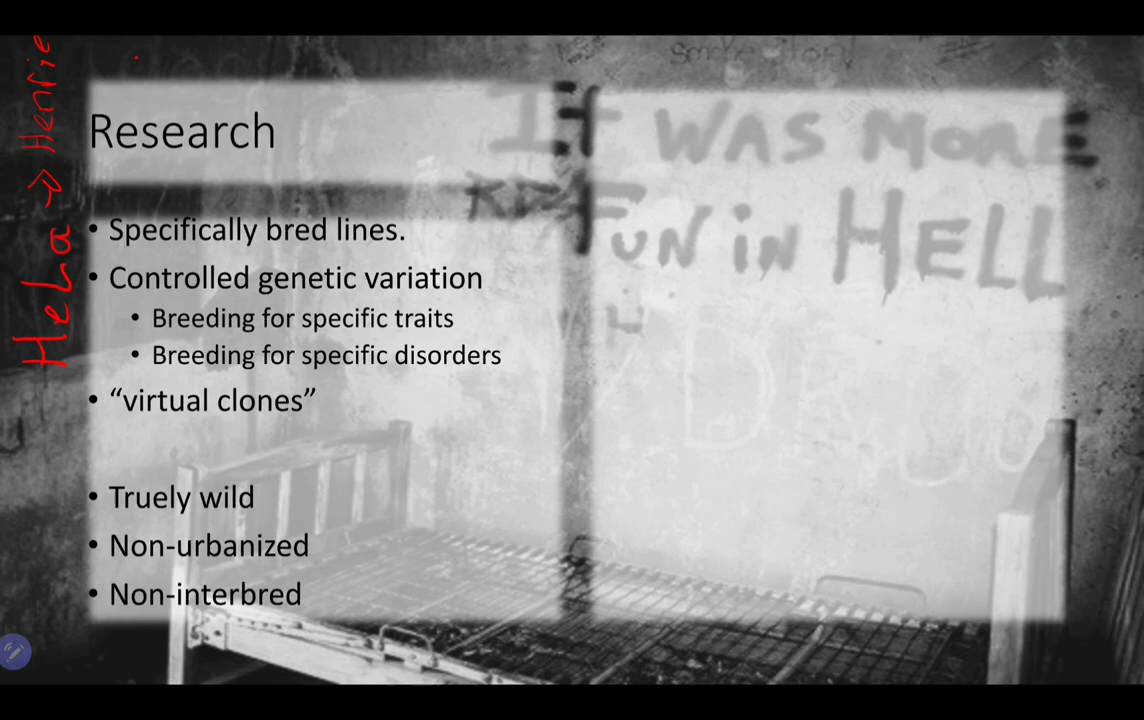 Research
• Specifically bred lines.
• Controlled genetic variation
• Breeding for specific traits
• Breeding for specific disorders
• “virtual clones”
• Truely wild
• Non-urbanized
• Non-interbred
IT WAS MORE
FUN in HELL
HeLa → Henrie